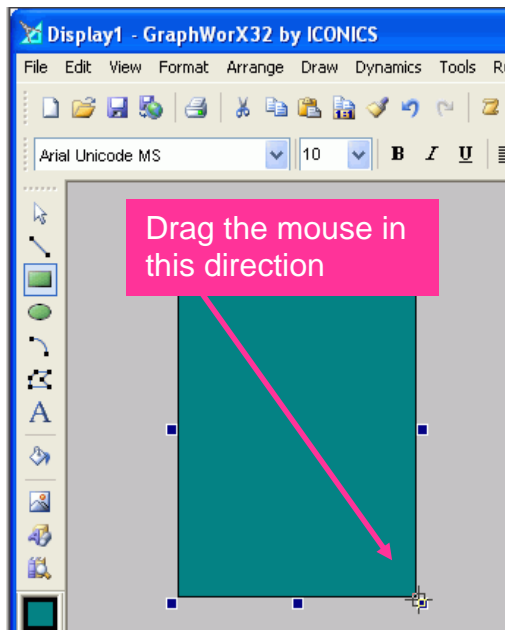 Display1 - GraphWorX32 by ICONICS
File Edit View Format Arrange Draw Dynamics Tools
Arial Unicode MS 10 B I U
Drag the mouse in
this direction
A